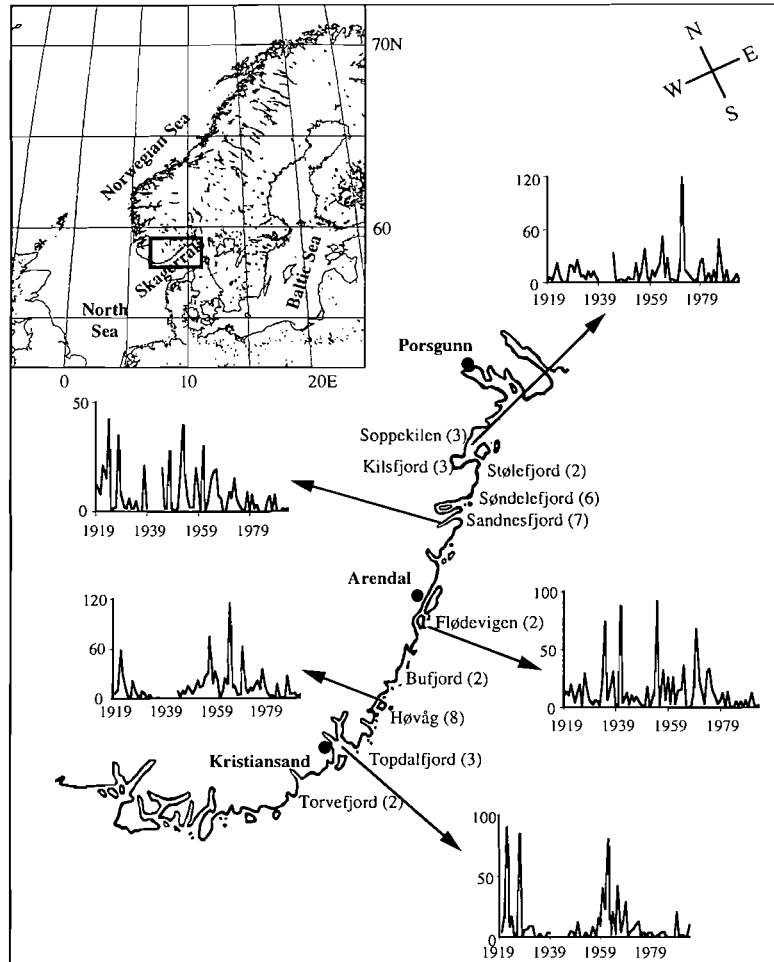 70N
N
W E
S
Norwegian Sea
60
Skagerrak
Baltic Sea
North
Sea
0 10 20E
120
60
0
1919 1939 1959 1979
Porsgunn
Soppekilen (3)
Kilsfjord (3)
Stølefjord (2)
Søndelefjord (6)
Sandnesfjord (7)
50
0
1919 1939 1959 1979
Arendal
Flødevigen (2)
100
50
0
1919 1939 1959 1979
120
60
0
1919 1939 1959 1979
Bufjord (2)
Høvåg (8)
Kristiansand
Topdalfjord (3)
Torvefjord (2)
100
50
0
1919 1939 1959 1979